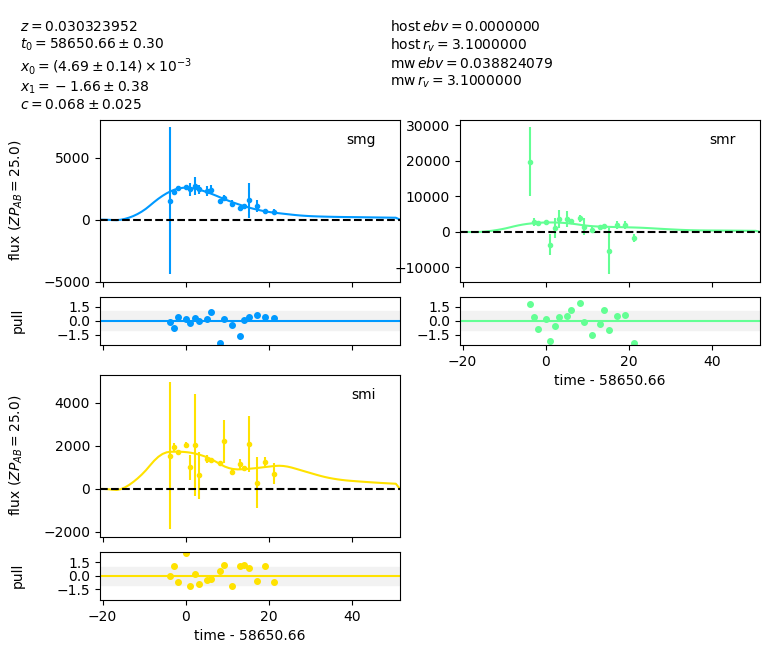 z = 0.030323952
t₀ = 58650.66 ± 0.30
x₀ = (4.69 ± 0.14) × 10⁻³
x₁ = −1.66 ± 0.38
c = 0.068 ± 0.025
host ebv = 0.0000000
host r_v = 3.1000000
mw ebv = 0.038824079
mw r_v = 3.1000000
smg
5000
0
−5000
flux (ZP_AB = 25.0)
smr
30000
20000
10000
0
−10000
1.5
0.0
−1.5
pull
1.5
0.0
−1.5
−20 0 20 40
time - 58650.66
smi
4000
2000
0
−2000
flux (ZP_AB = 25.0)
1.5
0.0
−1.5
pull
−20 0 20 40
time - 58650.66